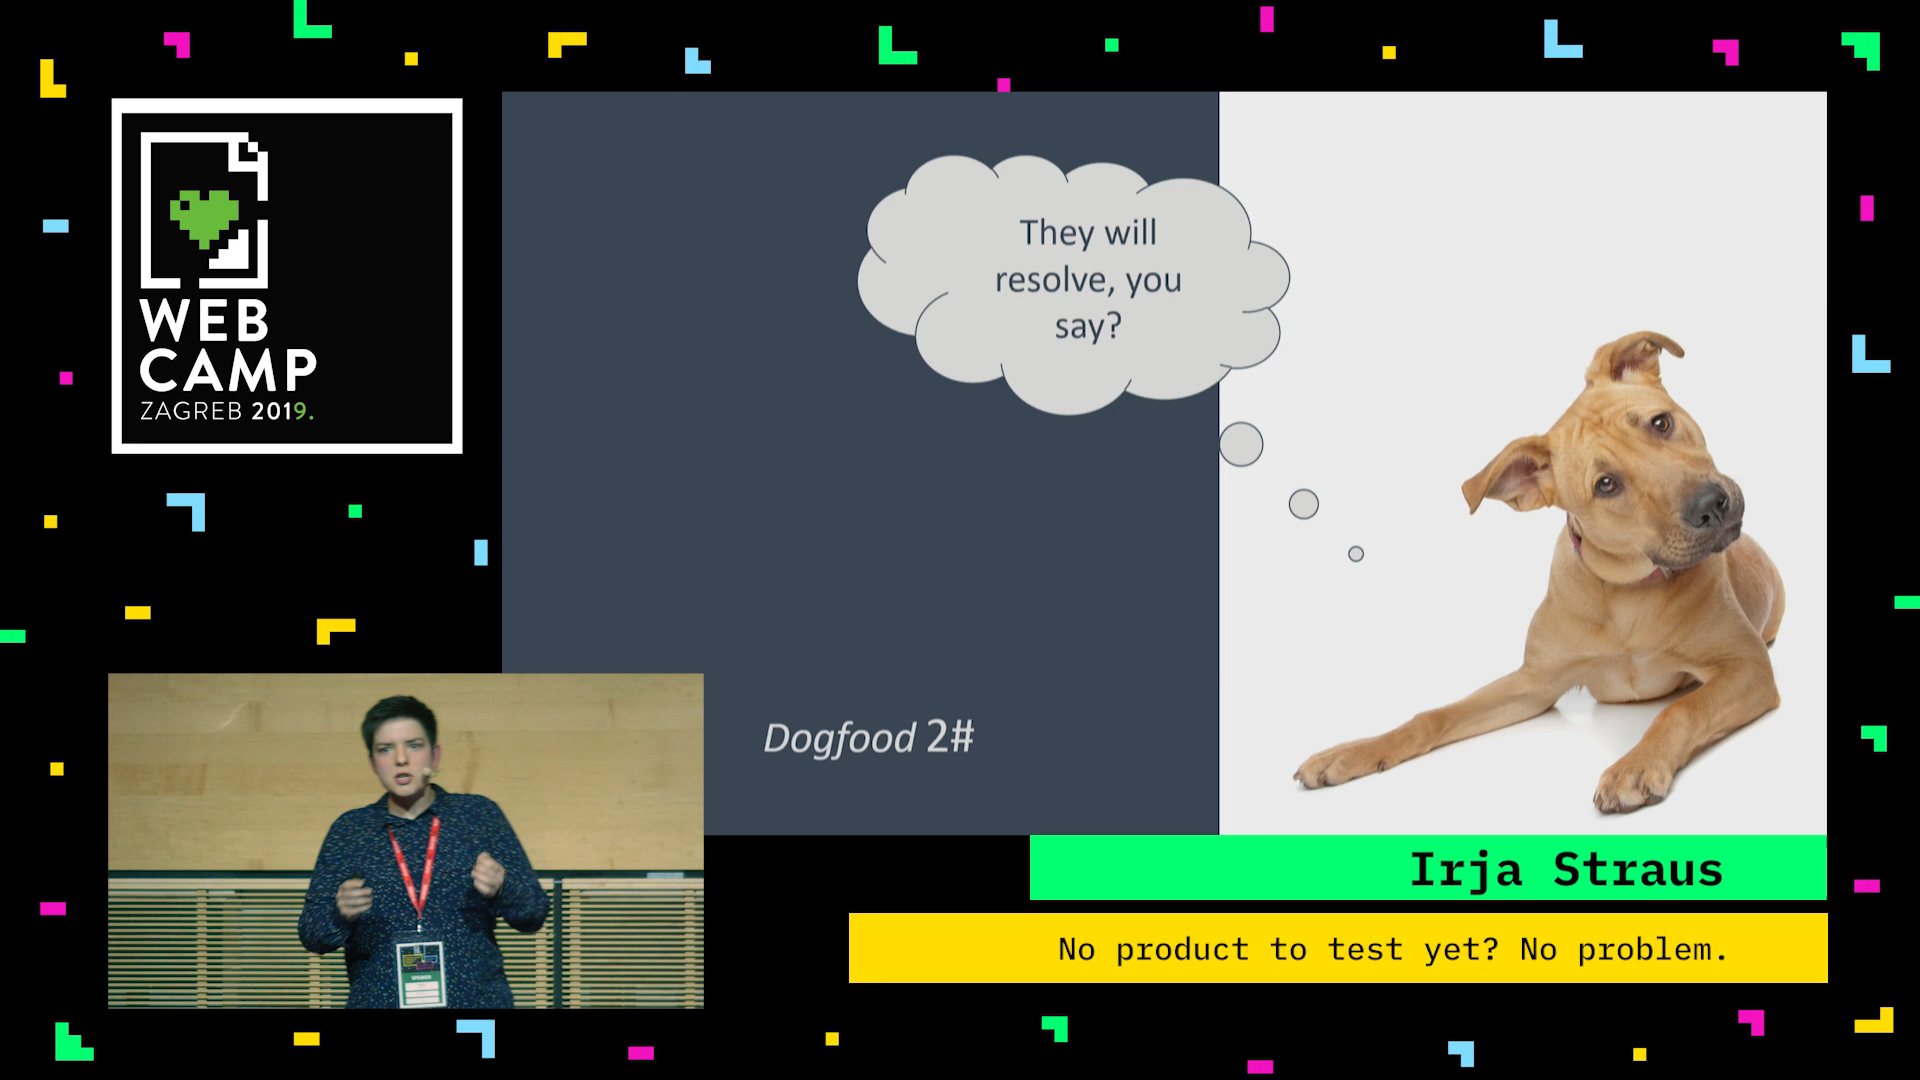 WEB
CAMP
ZAGREB 2019.
They will
resolve, you
say?
Dogfood 2#
Irja Straus
No product to test yet? No problem.